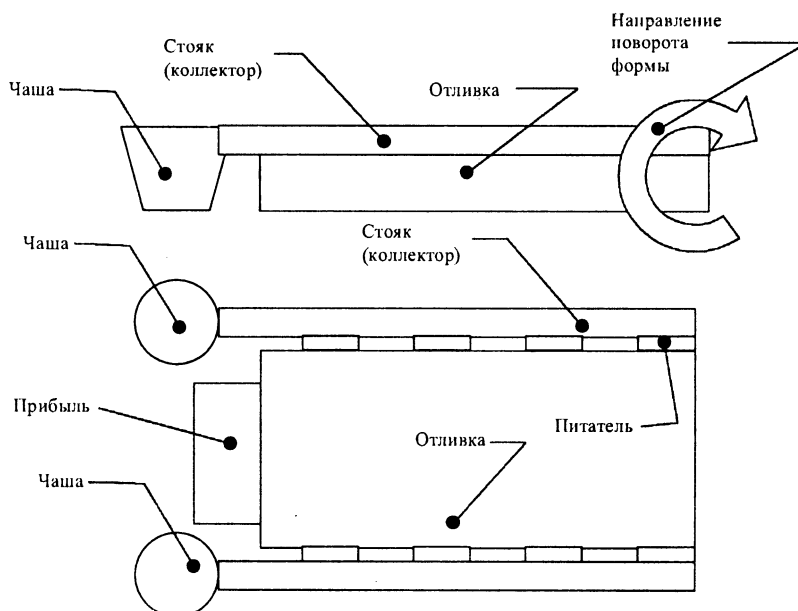 Направление
поворота
формы
Стояк
(коллектор)
Чаша
Отливка
Стояк
(коллектор)
Чаша
Прибыль
Отливка
Питатель
Чаша